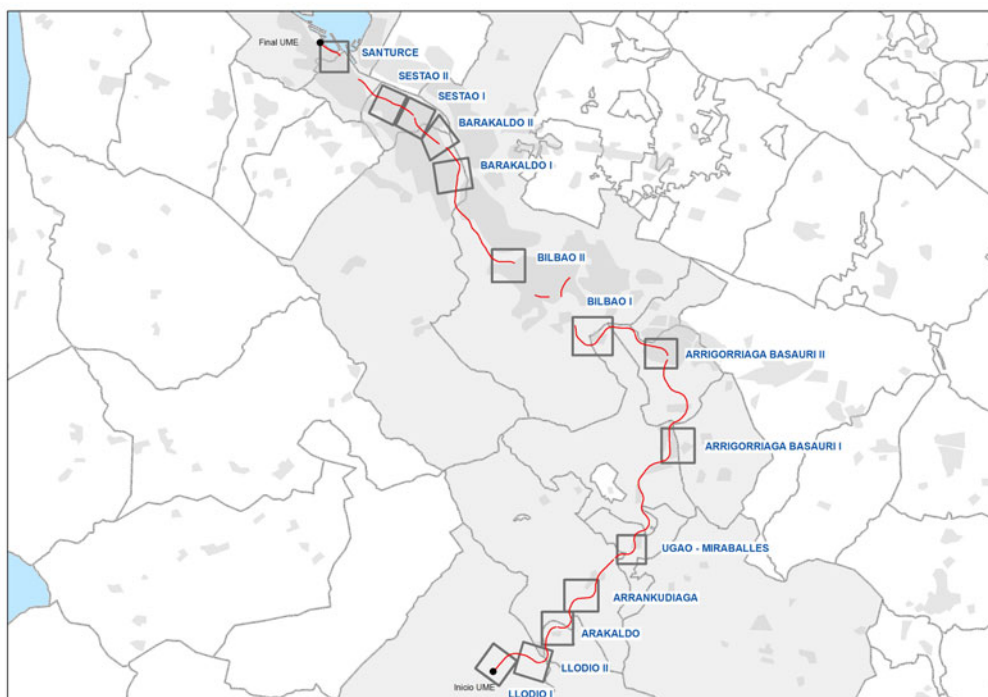 Final UME
SANTURCE
SESTAO II
SESTAO I
BARAKALDO II
BARAKALDO I
BILBAO II
BILBAO I
ARRIGORRIAGA BASAURI II
ARRIGORRIAGA BASAURI I
UGAO - MIRABALLES
ARRANKUDIAGA
ARAKALDO
LLODIO II
Inicio UME
LLODIO I